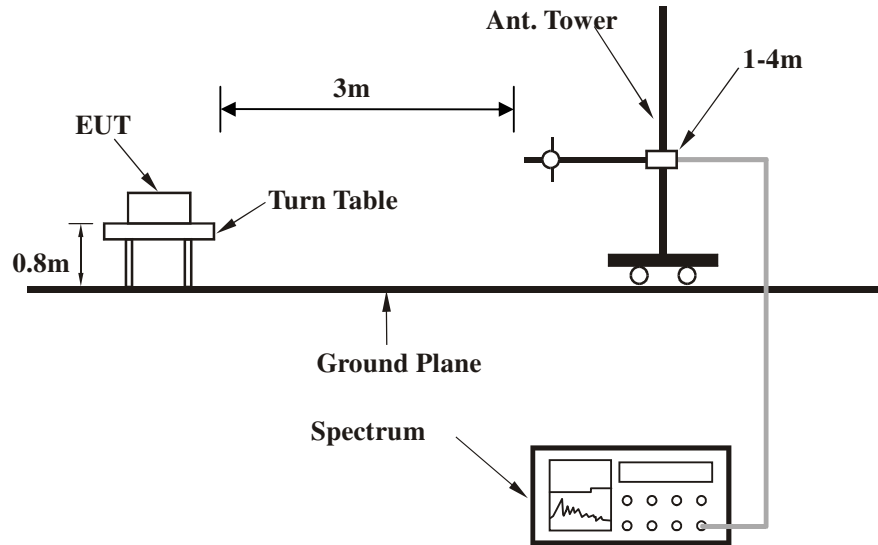 Ant. Tower
1-4m
3m
EUT
Turn Table
0.8m
Ground Plane
Spectrum